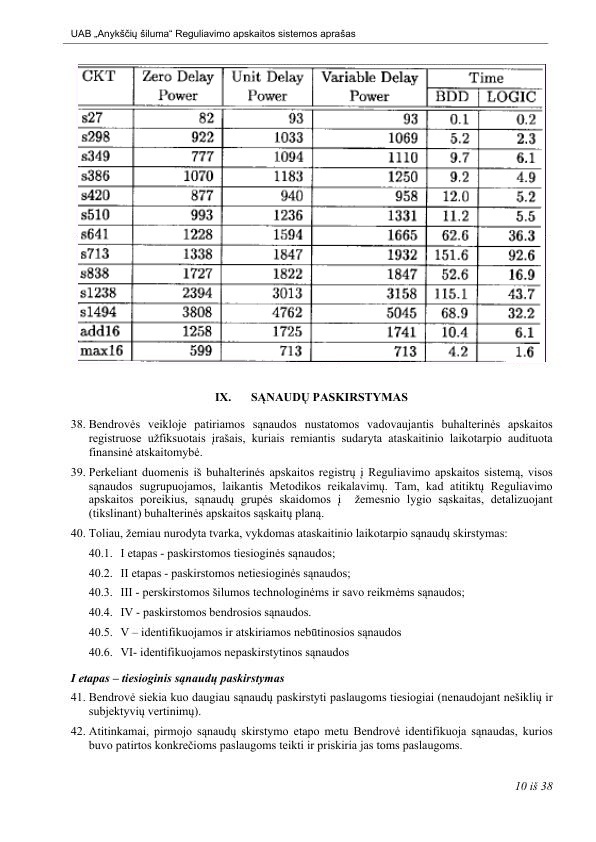 UAB „Anykščių šiluma“ Reguliavimo apskaitos sistemos aprašas
CKT Zero Delay Unit Delay Variable Delay Time
Power Power Power BDD LOGIC
s27 82 93 93 0.1 0.2
s298 922 1033 1069 5.2 2.3
s349 777 1094 1110 9.7 6.1
s386 1070 1183 1250 9.2 4.9
s420 877 940 958 12.0 5.2
s510 993 1236 1331 11.2 5.5
s641 1228 1594 1665 62.6 36.3
s713 1338 1847 1932 151.6 92.6
s838 1727 1822 1847 52.6 16.9
s1238 2394 3013 3158 115.1 43.7
s1494 3808 4762 5045 68.9 32.2
add16 1258 1725 1741 10.4 6.1
max16 599 713 713 4.2 1.6
IX. SĄNAUDŲ PASKIRSTYMAS
38. Bendrovės veikloje patiriamos sąnaudos nustatomos vadovaujantis buhalterinės apskaitos
registruose užfiksuotais įrašais, kuriais remiantis sudaryta ataskaitinio laikotarpio audituota
finansinė atskaitomybė.
39. Perkeliant duomenis iš buhalterinės apskaitos registrų į Reguliavimo apskaitos sistemą, visos
sąnaudos sugrupuojamos, laikantis Metodikos reikalavimų. Tam, kad atitiktų Reguliavimo
apskaitos poreikius, sąnaudų grupės skaidomos į žemesnio lygio sąskaitas, detalizuojant
(tikslinant) buhalterinės apskaitos sąskaitų planą.
40. Toliau, žemiau nurodyta tvarka, vykdomas ataskaitinio laikotarpio sąnaudų skirstymas:
40.1. I etapas - paskirstomos tiesioginės sąnaudos;
40.2. II etapas - paskirstomos netiesioginės sąnaudos;
40.3. III - perskirstomos šilumos technologinėms ir savo reikmėms sąnaudos;
40.4. IV - paskirstomos bendrosios sąnaudos.
40.5. V – identifikuojamos ir atskiriamos nebūtinosios sąnaudos
40.6. VI- identifikuojamos nepaskirstytinos sąnaudos
I etapas – tiesioginis sąnaudų paskirstymas
41. Bendrovė siekia kuo daugiau sąnaudų paskirstyti paslaugoms tiesiogiai (nenaudojant nešiklių ir
subjektyvių vertinimų).
42. Atitinkamai, pirmojo sąnaudų skirstymo etapo metu Bendrovė identifikuoja sąnaudas, kurios
buvo patirtos konkrečioms paslaugoms teikti ir priskiria jas toms paslaugoms.
10 iš 38